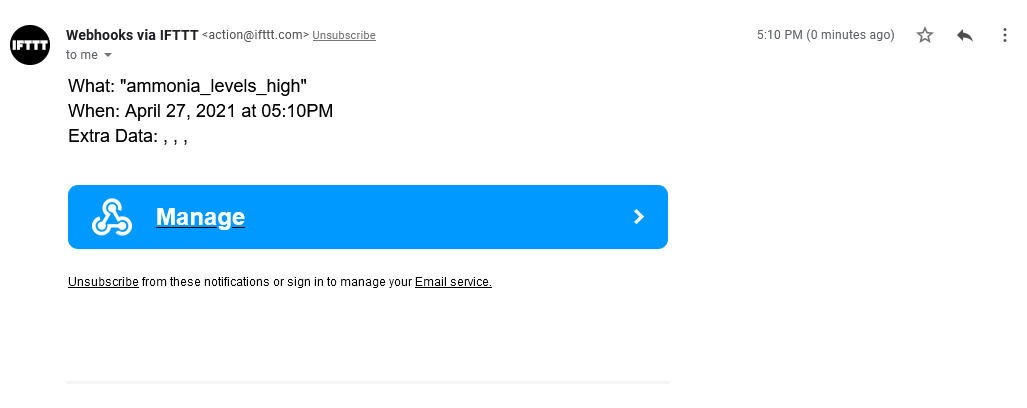 IFTTT
Webhooks via IFTTT <action@ifttt.com> Unsubscribe
5:10 PM (0 minutes ago)
to me
What: "ammonia_levels_high"
When: April 27, 2021 at 05:10PM
Extra Data: , , ,
Manage
Unsubscribe from these notifications or sign in to manage your Email service.